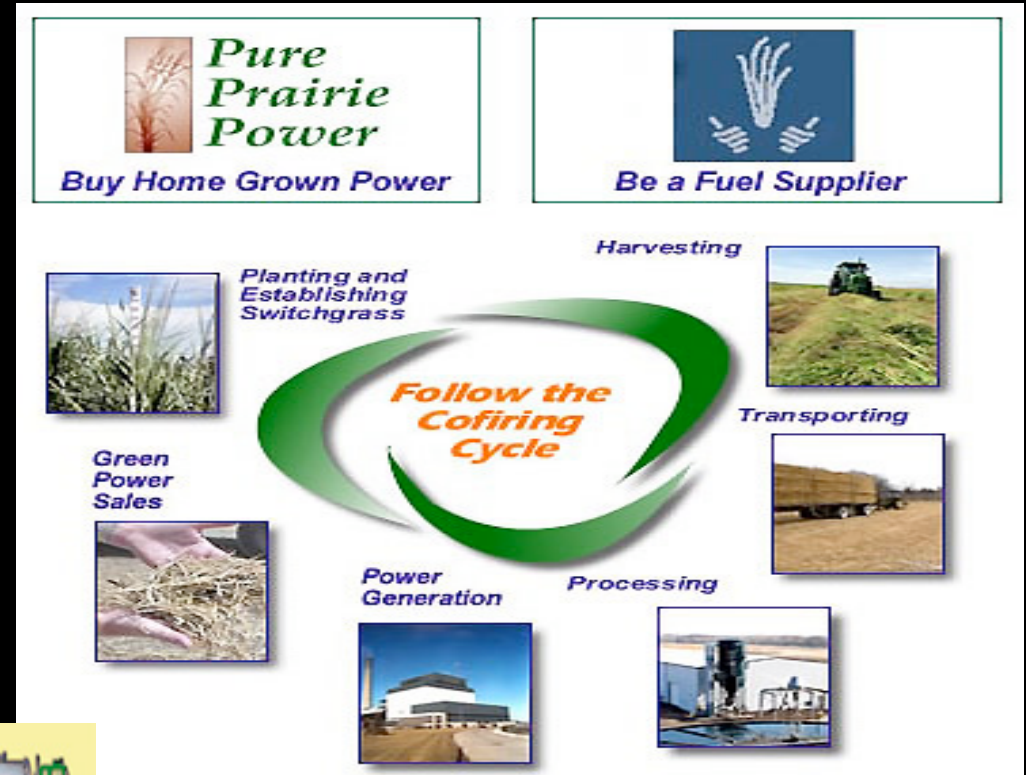 Pure
Prairie
Power
Buy Home Grown Power
Be a Fuel Supplier
Harvesting
Planting and
Establishing
Switchgrass
Follow the
Cofiring
Cycle
Transporting
Green
Power
Sales
Power
Generation
Processing